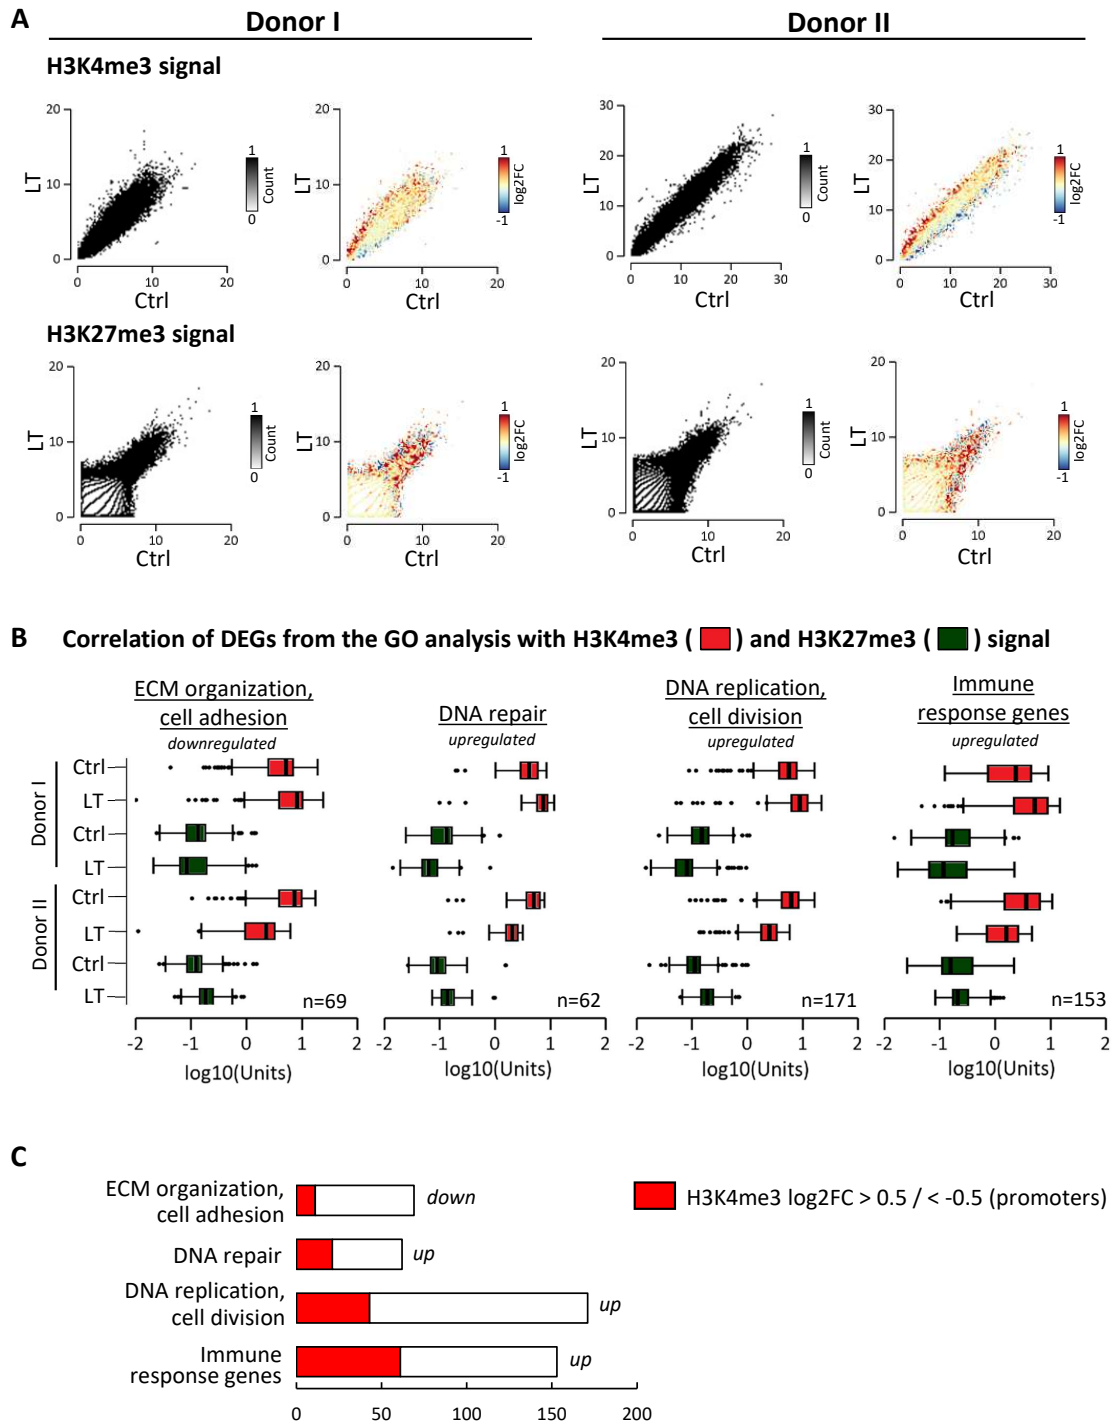 A
Donor I
Donor II
H3K4me3 signal
20
10
0
LT
0
10
20
Ctrl
1
0
Count
20
10
0
LT
0
10
20
Ctrl
1
-1
log2FC
30
20
10
0
LT
0
10
20
30
Ctrl
1
0
Count
30
20
10
0
LT
0
10
20
30
Ctrl
1
-1
log2FC
H3K27me3 signal
20
10
0
LT
0
10
20
Ctrl
1
0
Count
20
10
0
LT
0
10
20
Ctrl
1
-1
log2FC
20
10
0
LT
0
10
20
Ctrl
1
0
Count
20
10
0
LT
0
10
20
Ctrl
1
-1
log2FC
B
Correlation of DEGs from the GO analysis with H3K4me3 ( ) and H3K27me3 ( ) signal
ECM organization,
cell adhesion
downregulated
DNA repair
upregulated
DNA replication,
cell division
upregulated
Immune
response genes
upregulated
Donor I
Ctrl
LT
Ctrl
LT
Donor II
Ctrl
LT
Ctrl
LT
n=69
n=62
n=171
n=153
-2 -1 0 1 2
log10(Units)
-2 -1 0 1 2
log10(Units)
-2 -1 0 1 2
log10(Units)
-2 -1 0 1 2
log10(Units)
C
ECM organization,
cell adhesion
down
DNA repair
up
DNA replication,
cell division
up
Immune
response genes
up
0 50 100 150 200
H3K4me3 log2FC > 0.5 / < -0.5 (promoters)